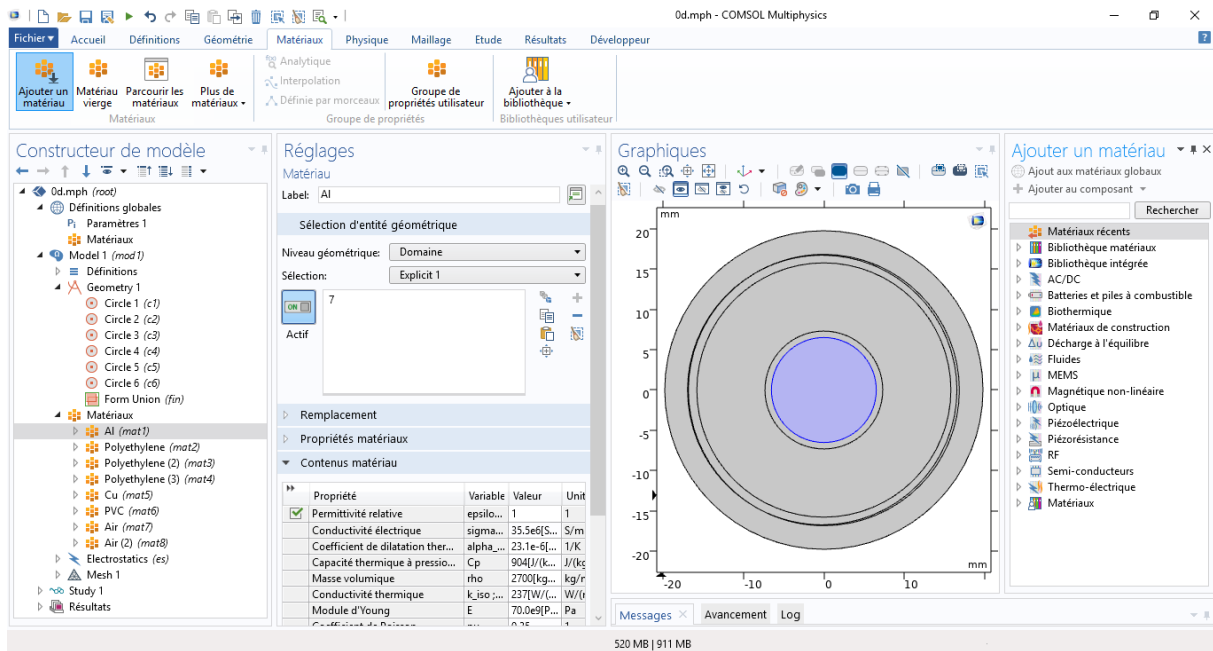 0d.mph - COMSOL Multiphysics
Fichier Accueil Définitions Géométrie Matériaux Physique Maillage Etude Résultats Développeur
Ajouter un matériau
Matériau vierge
Parcourir les matériaux
Plus de matériaux
Matériaux
Analytique
Interpolation
Définie par morceaux
Groupe de propriétés utilisateur
Groupe de propriétés
Ajouter à la bibliothèque
Bibliothèques utilisateur
Constructeur de modèle
0d.mph (root)
Définitions globales
Pi Paramètres 1
Matériaux
Model 1 (mod1)
Définitions
Geometry 1
Circle 1 (c1)
Circle 2 (c2)
Circle 3 (c3)
Circle 4 (c4)
Circle 5 (c5)
Circle 6 (c6)
Form Union (fin)
Matériaux
Al (mat1)
Polyethylene (mat2)
Polyethylene (2) (mat3)
Polyethylene (3) (mat4)
Cu (mat5)
PVC (mat6)
Air (mat7)
Air (2) (mat8)
Electrostatics (es)
Mesh 1
Study 1
Résultats
Réglages
Matériau
Label: Al
Sélection d'entité géométrique
Niveau géométrique: Domaine
Sélection: Explicit 1
ON
Actif
7
Remplacement
Propriétés matériaux
Contenus matériau
Propriété Variable Valeur Unit
Permittivité relative epsilo... 1 1
Conductivité électrique sigma... 35.5e6[S... S/m
Coefficient de dilatation ther... alpha_... 23.1e-6[... 1/K
Capacité thermique à pressio... Cp 904[J/(k... J/(kg
Masse volumique rho 2700[kg... kg/r
Conductivité thermique k_iso ;... 237[W/(... W/(r
Module d'Young E 70.0e9[P... Pa
Graphiques
mm
20
15
10
5
0
-5
-10
-15
-20
mm
-20 -10 0 10
Messages Avancement Log
Ajouter un matériau
Ajout aux matériaux globaux
Ajouter au composant
Rechercher
Matériaux récents
Bibliothèque matériaux
Bibliothèque intégrée
AC/DC
Batteries et piles à combustible
Biothermique
Matériaux de construction
Décharge à l'équilibre
Fluides
MEMS
Magnétique non-linéaire
Optique
Piézoélectrique
Piézorésistance
RF
Semi-conducteurs
Thermo-électrique
Matériaux
520 MB | 911 MB